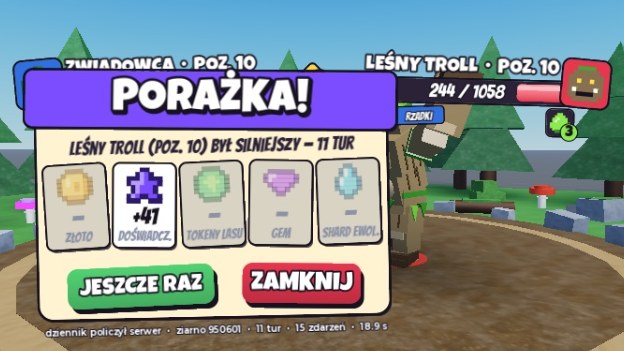 ZWIADOWCA · POZ. 10
LEŚNY TROLL · POZ. 10
244 / 1058
RZADKI
3
PORAŻKA!
LEŚNY TROLL (POZ. 10) BYŁ SILNIEJSZY – 11 TUR
–
ZŁOTO
+47
DOŚWIADCZ.
–
TOKENY LASU
–
GEM
–
SHARD EWOL.
JESZCZE RAZ
ZAMKNIJ
dziennik policzył serwer · ziarno 950601 · 11 tur · 15 zdarzeń · 18.9 s